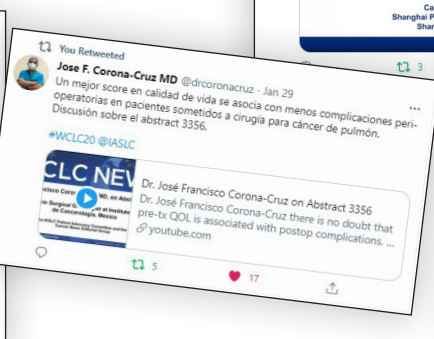 Ca
Shanghai P
Shar
3
You Retweeted
Jose F. Corona-Cruz MD @drcoronacruz · Jan 29
Un mejor score en calidad de vida se asocia con menos complicaciones peri-
operatorias en pacientes sometidos a cirugía para cáncer de pulmón.
Discusión sobre el abstract 3356.
#WCLC20 @IASLC
CLC NEW
Dr. José Francisco Corona-Cruz on Abstract 3356
Dr. José Francisco Corona-Cruz there is no doubt that
pre-tx QOL is associated with postop complications. ...
youtube.com
5
17